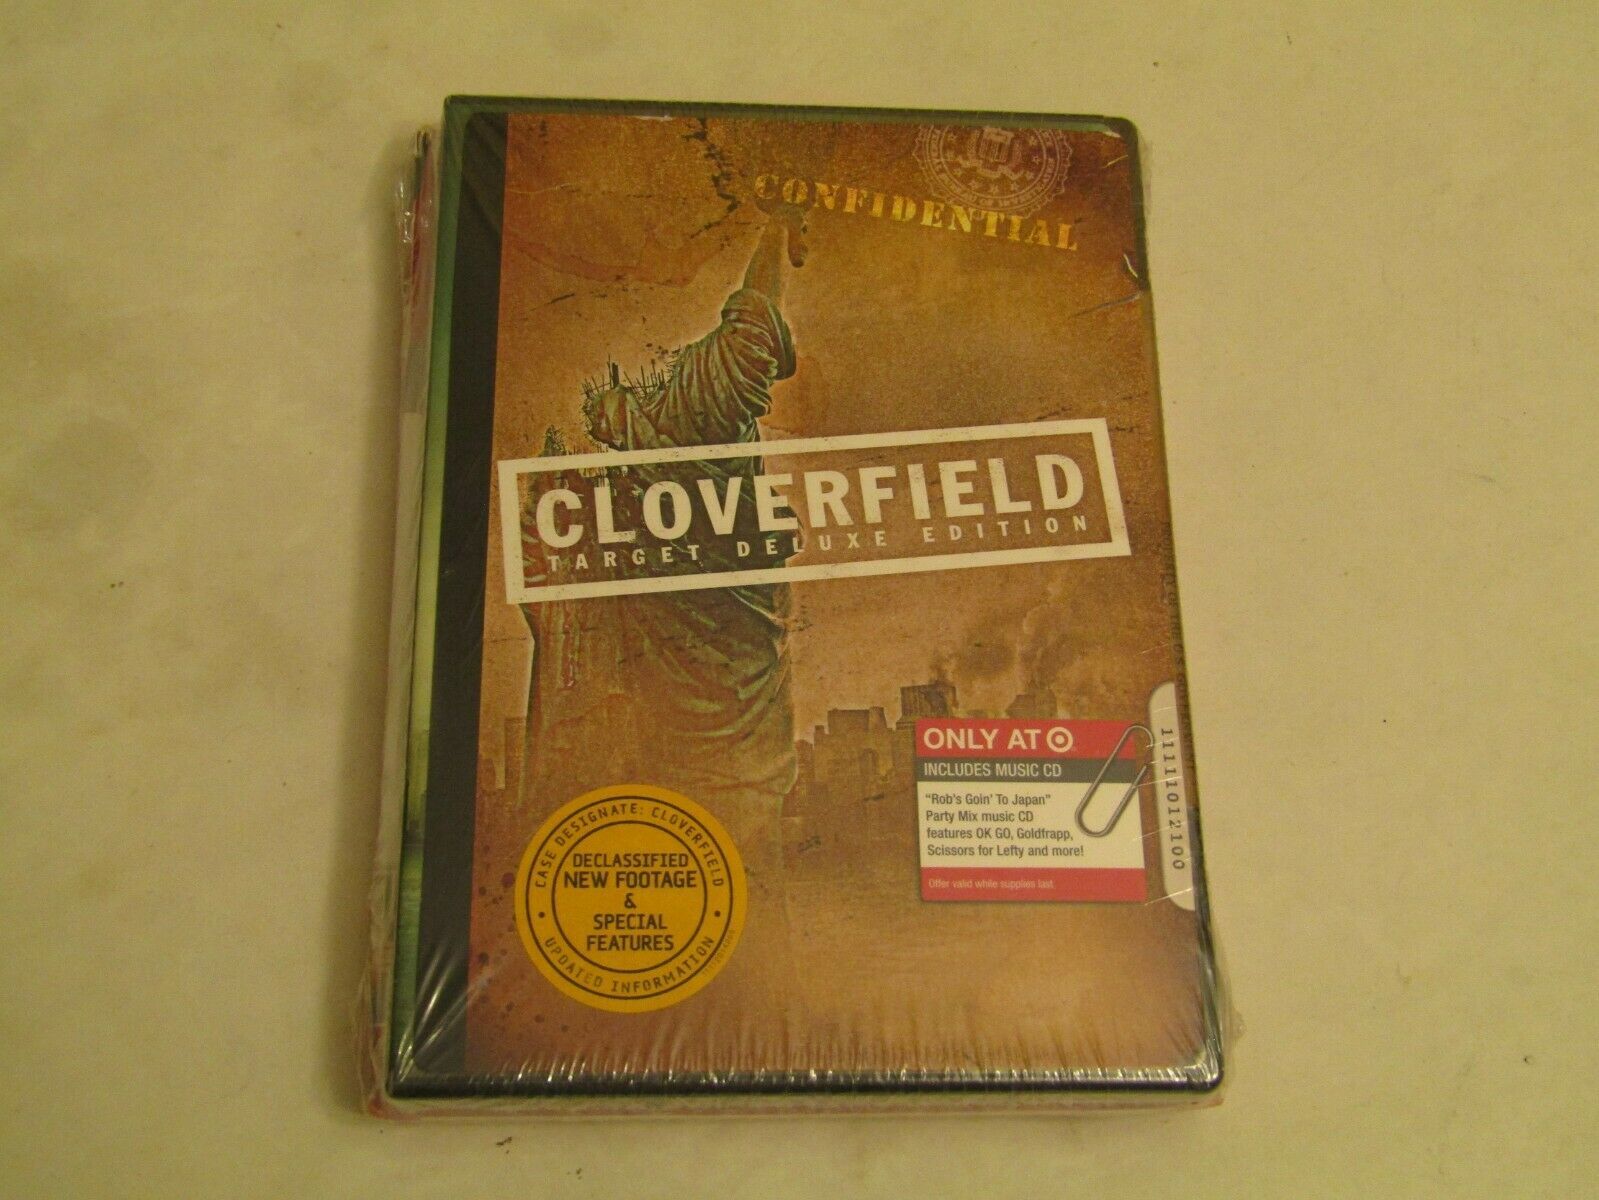 CONFIDENTIAL
CLOVERFIELD
TARGET DELUXE EDITION
ONLY AT
INCLUDES MUSIC CD
"Rob's Goin' To Japan"
Party Mix music CD
features OK GO, Goldfrapp,
Scissors for Lefty and more!
Offer valid while supplies last
11111012100
CASE DESIGNATE: CLOVERFIELD
DECLASSIFIED
NEW FOOTAGE
&
SPECIAL
FEATURES
UPDATED INFORMATION